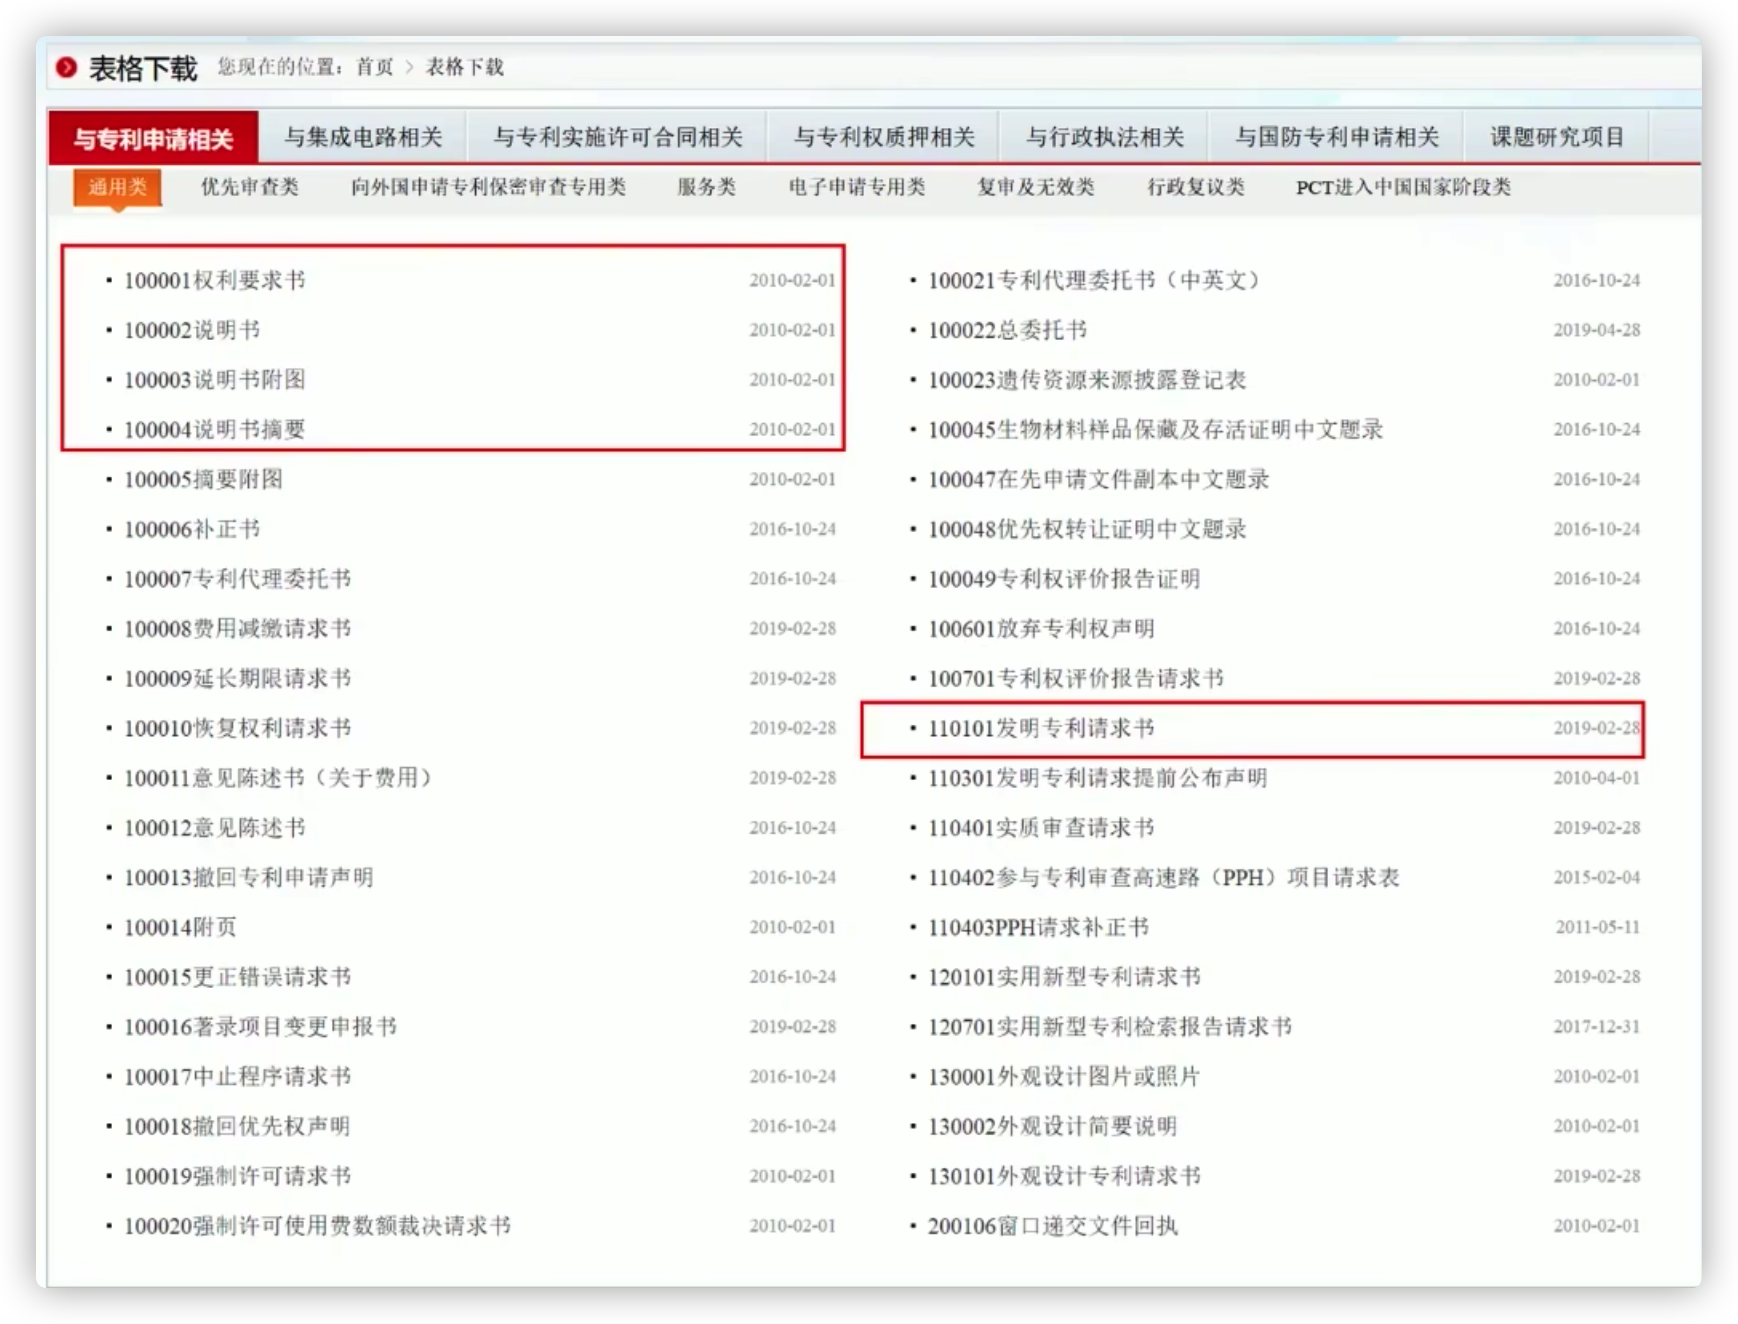 表格下载 您现在的位置：首页 > 表格下载
与专利申请相关 与集成电路相关 与专利实施许可合同相关 与专利权质押相关 与行政执法相关 与国防专利申请相关 课题研究项目
通用类 优先审查类 向外国申请专利保密审查专用类 服务类 电子申请专用类 复审及无效类 行政复议类 PCT进入中国国家阶段类
· 100001权利要求书 2010-02-01
· 100002说明书 2010-02-01
· 100003说明书附图 2010-02-01
· 100004说明书摘要 2010-02-01
· 100005摘要附图 2010-02-01
· 100006补正书 2016-10-24
· 100007专利代理委托书 2016-10-24
· 100008费用减缴请求书 2019-02-28
· 100009延长期限请求书 2019-02-28
· 100010恢复权利请求书 2019-02-28
· 100011意见陈述书（关于费用） 2019-02-28
· 100012意见陈述书 2016-10-24
· 100013撤回专利申请声明 2016-10-24
· 100014附页 2010-02-01
· 100015更正错误请求书 2016-10-24
· 100016著录项目变更申报书 2019-02-28
· 100017中止程序请求书 2016-10-24
· 100018撤回优先权声明 2016-10-24
· 100019强制许可请求书 2010-02-01
· 100020强制许可使用费数额裁决请求书 2010-02-01
· 100021专利代理委托书（中英文） 2016-10-24
· 100022总委托书 2019-04-28
· 100023遗传资源来源披露登记表 2010-02-01
· 100045生物材料样品保藏及存活证明中文题录 2016-10-24
· 100047在先申请文件副本中文题录 2016-10-24
· 100048优先权转让证明中文题录 2016-10-24
· 100049专利权评价报告证明 2016-10-24
· 100601放弃专利权声明 2016-10-24
· 100701专利权评价报告请求书 2019-02-28
· 110101发明专利请求书 2019-02-28
· 110301发明专利请求提前公布声明 2010-04-01
· 110401实质审查请求书 2019-02-28
· 110402参与专利审查高速路（PPH）项目请求表 2015-02-04
· 110403PPH请求补正书 2011-05-11
· 120101实用新型专利请求书 2019-02-28
· 120701实用新型专利检索报告请求书 2017-12-31
· 130001外观设计图片或照片 2010-02-01
· 130002外观设计简要说明 2010-02-01
· 130101外观设计专利请求书 2019-02-28
· 200106窗口递交文件回执 2010-02-01